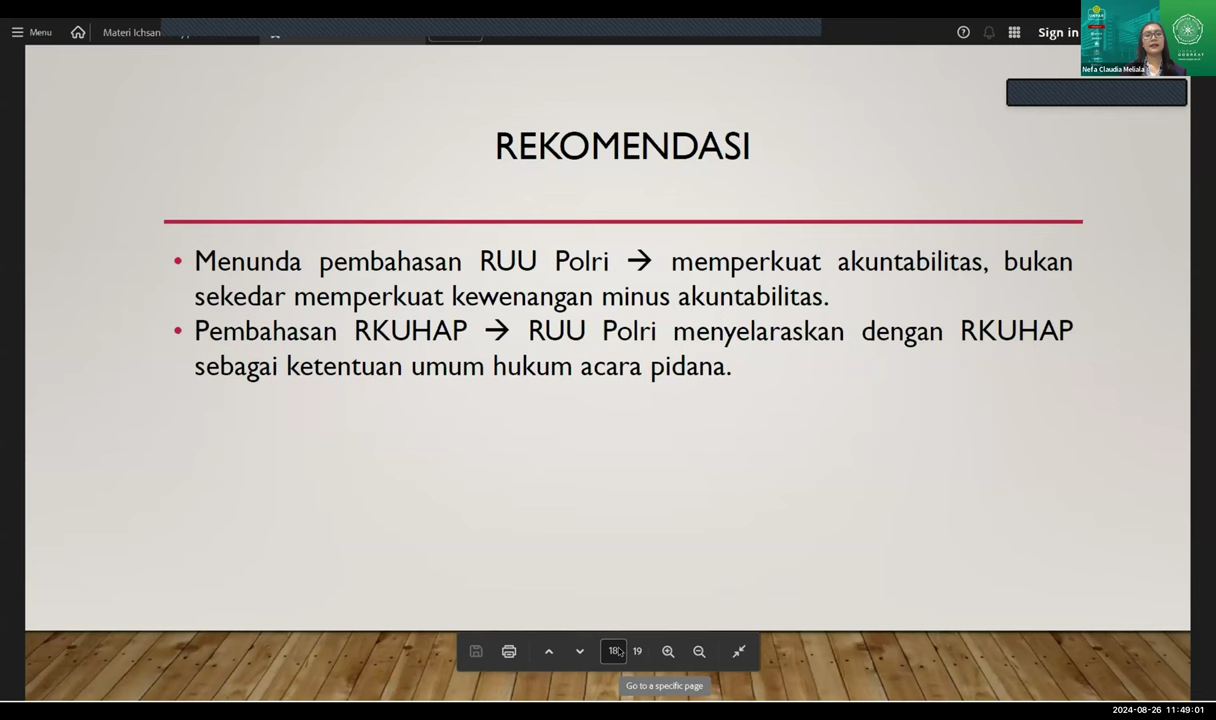 Menu
Materi Ichsan
Sign in
Nefa Claudia Meliala
REKOMENDASI
• Menunda pembahasan RUU Polri → memperkuat akuntabilitas, bukan
sekedar memperkuat kewenangan minus akuntabilitas.
• Pembahasan RKUHAP → RUU Polri menyelaraskan dengan RKUHAP
sebagai ketentuan umum hukum acara pidana.
18 19
Go to a specific page
2024-08-26 11:49:01